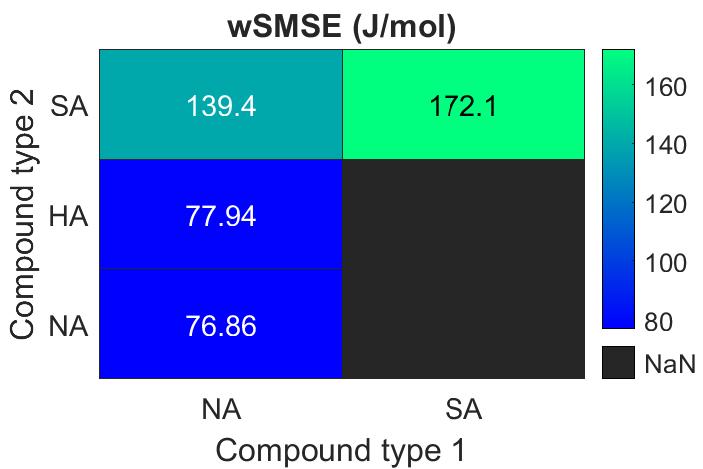 wSMSE (J/mol)
Compound type 2
SA
139.4
172.1
HA
77.94
NA
76.86
NA
SA
Compound type 1
160
140
120
100
80
NaN